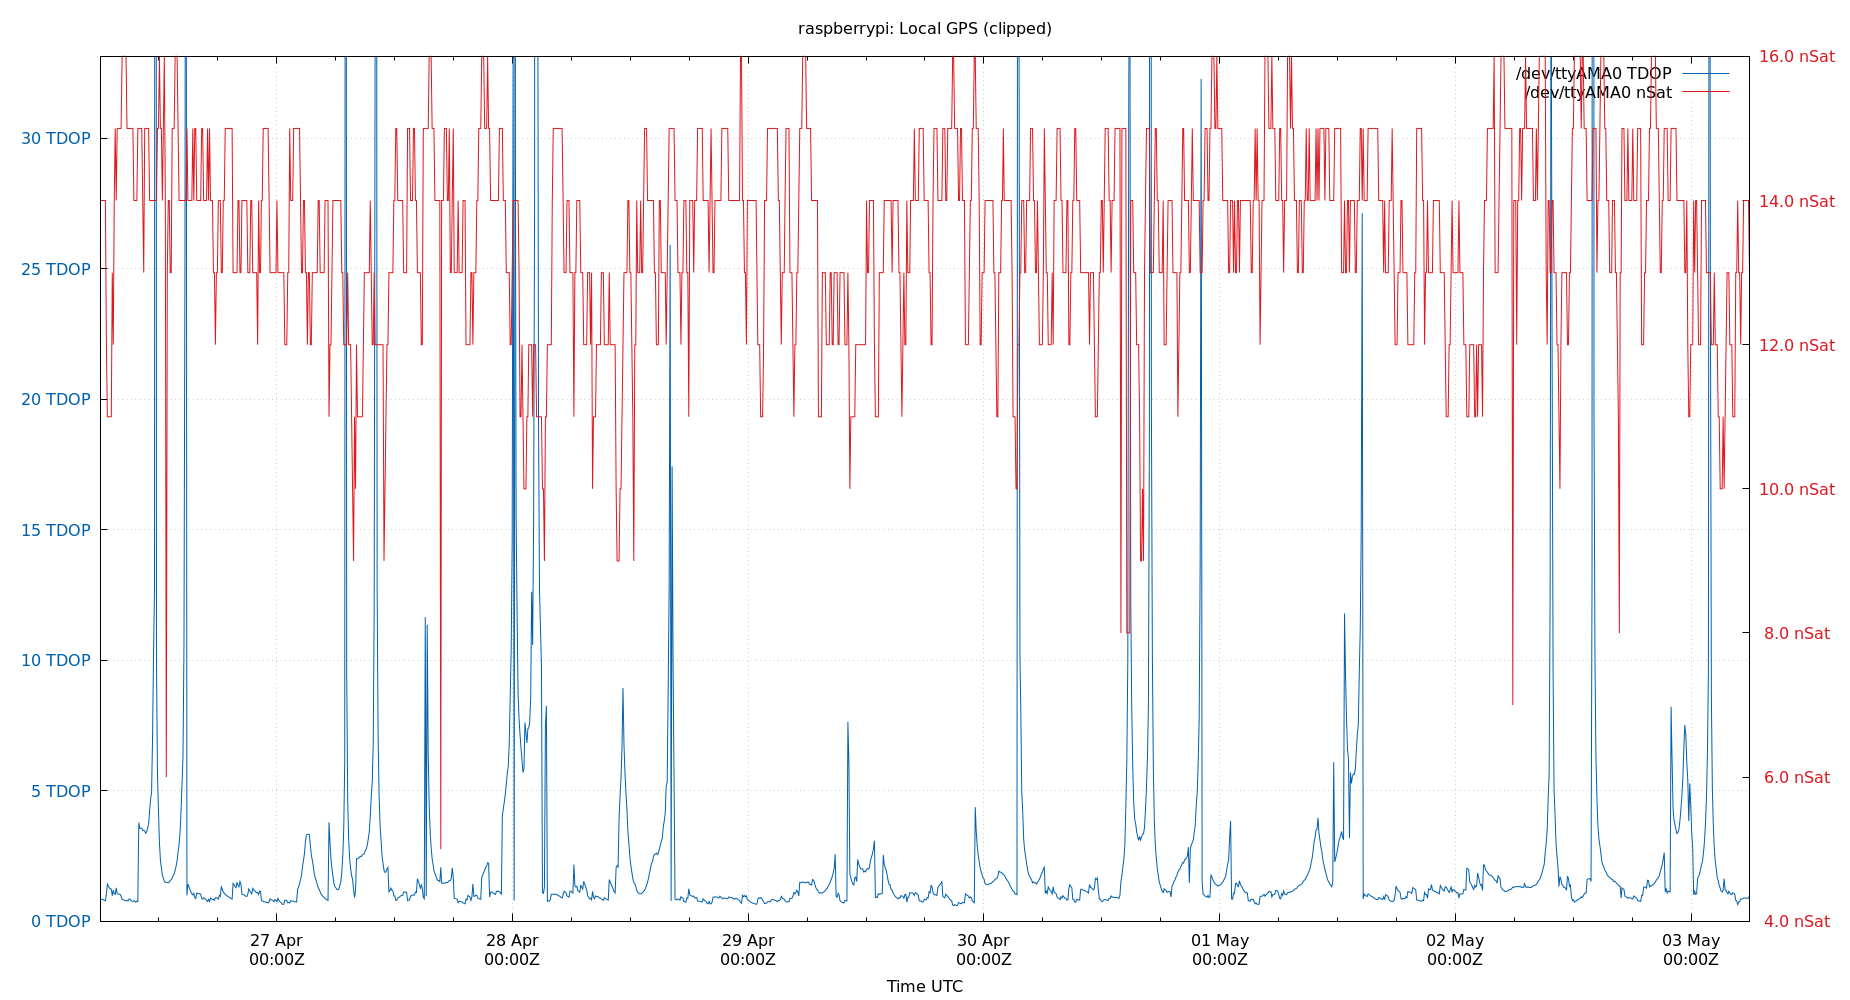 raspberrypi: Local GPS (clipped)
/dev/ttyAMA0 TDOP
/dev/ttyAMA0 nSat
30 TDOP
25 TDOP
20 TDOP
15 TDOP
10 TDOP
5 TDOP
0 TDOP
16.0 nSat
14.0 nSat
12.0 nSat
10.0 nSat
8.0 nSat
6.0 nSat
4.0 nSat
27 Apr
00:00Z
28 Apr
00:00Z
29 Apr
00:00Z
30 Apr
00:00Z
01 May
00:00Z
02 May
00:00Z
03 May
00:00Z
Time UTC